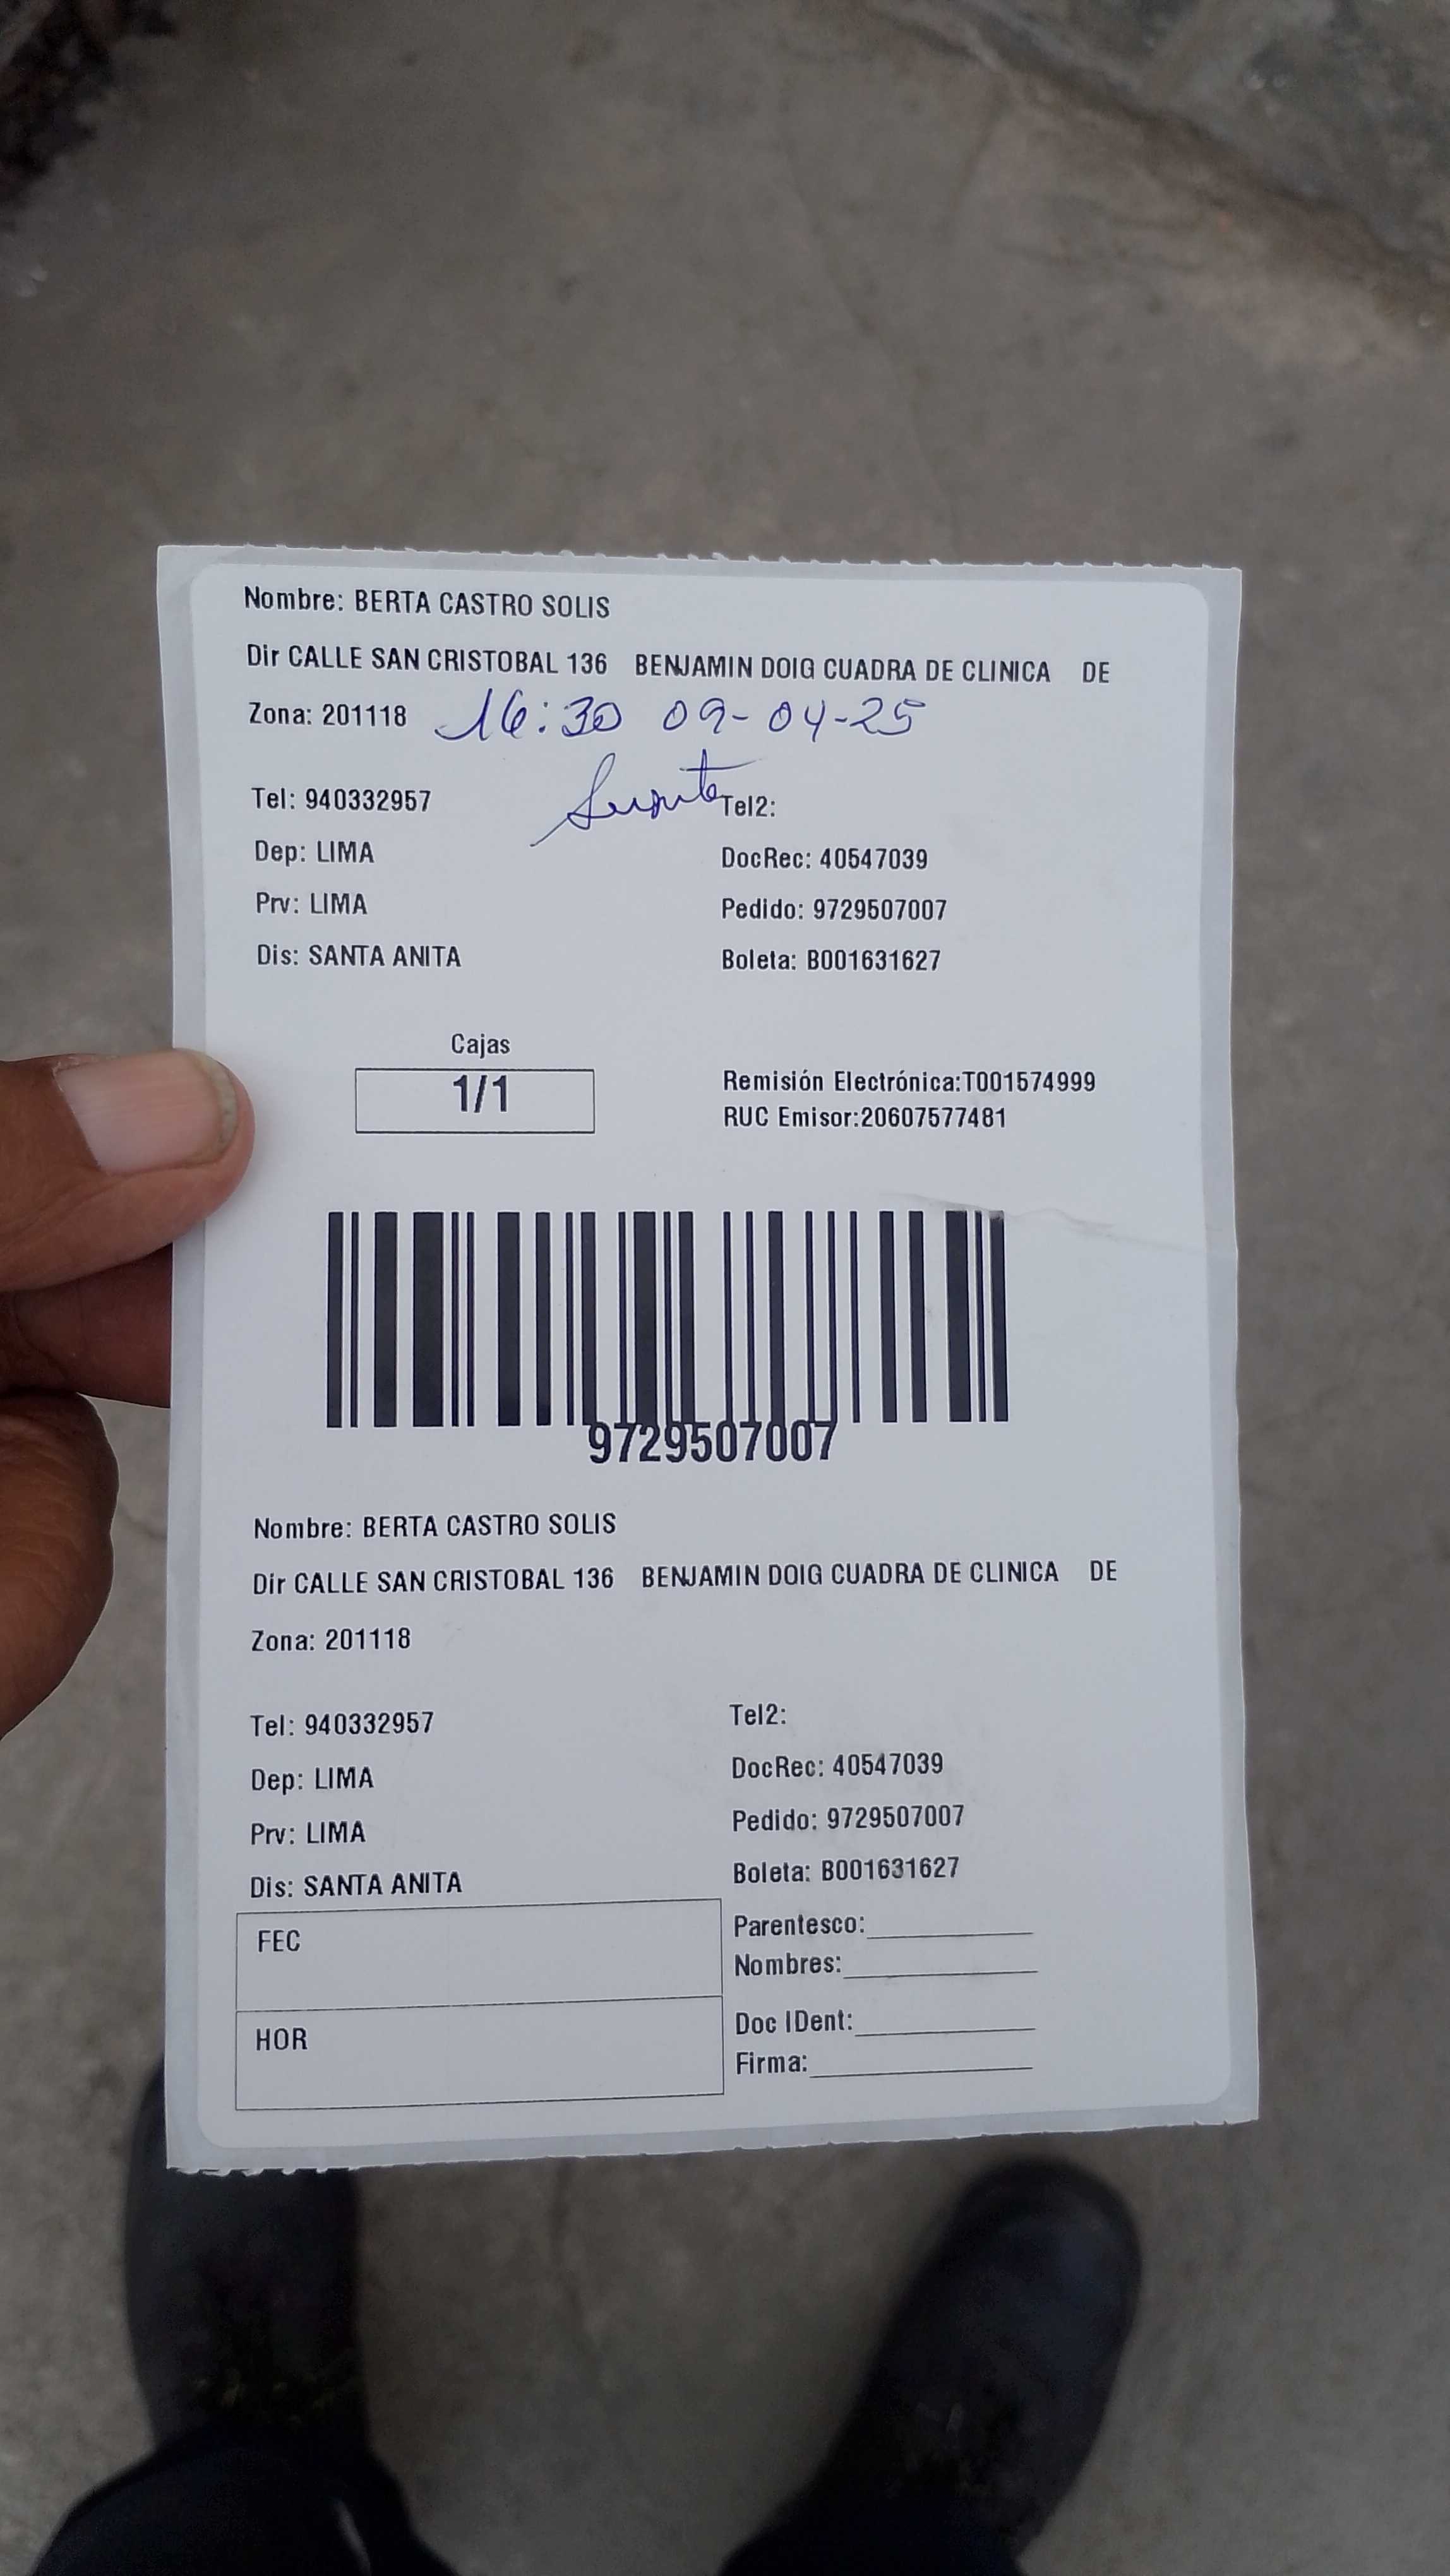 Nombre: BERTA CASTRO SOLIS
Dir CALLE SAN CRISTOBAL 136 BENJAMIN DOIG CUADRA DE CLINICA DE
Zona: 201118 16:30 09-04-25
Tel: 940332957 Tel2:
Dep: LIMA DocRec: 40547039
Prv: LIMA Pedido: 9729507007
Dis: SANTA ANITA Boleta: B001631627
Cajas
1/1
Remisión Electrónica:T001574999
RUC Emisor:20607577481
9729507007
Nombre: BERTA CASTRO SOLIS
Dir CALLE SAN CRISTOBAL 136 BENJAMIN DOIG CUADRA DE CLINICA DE
Zona: 201118
Tel: 940332957 Tel2:
Dep: LIMA DocRec: 40547039
Prv: LIMA Pedido: 9729507007
Dis: SANTA ANITA Boleta: B001631627
FEC
HOR
Parentesco:
Nombres:
Doc IDent:
Firma: